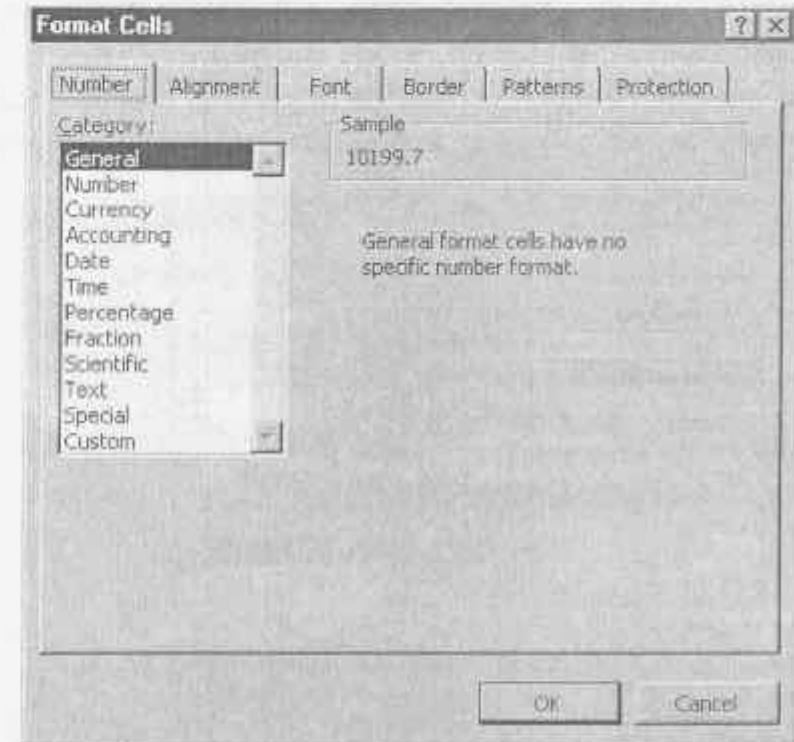 Format Cells
Number Alignment Font Border Patterns Protection
Category:
General
Number
Currency
Accounting
Date
Time
Percentage
Fraction
Scientific
Text
Special
Custom
Sample
10199.7
General format cells have no
specific number format.
OK Cancel